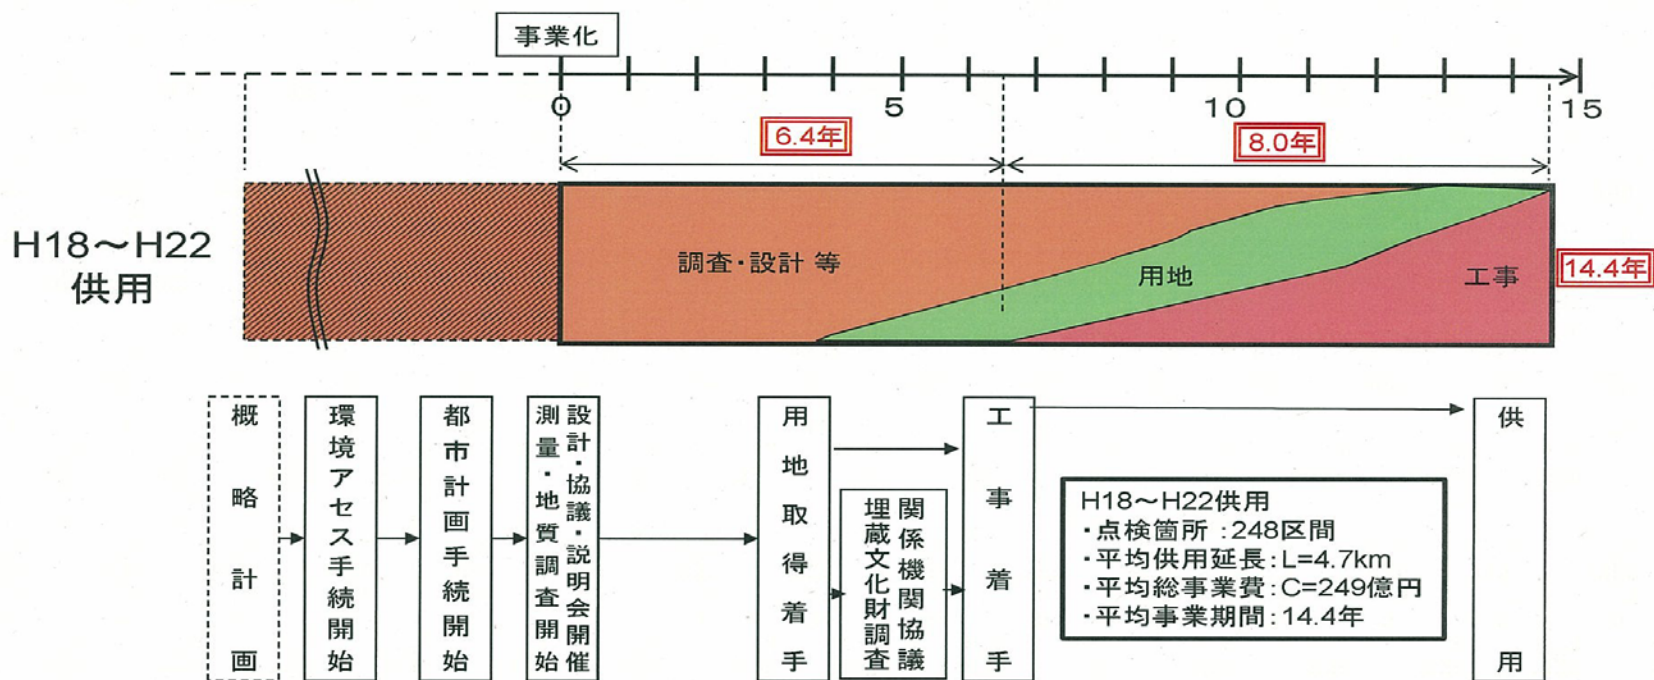 事業化
0
5
10
15
6.4年
8.0年
H18～H22
供用
調査・設計 等
用地
工事
14.4年
概略計画
環境アセス手続開始
都市計画手続開始
設計・協議・説明会開催
測量・地質調査開始
用地取得着手
関係機関協議
埋蔵文化財調査
工事着手
H18～H22供用
・点検箇所：248区間
・平均供用延長：L=4.7km
・平均総事業費：C=249億円
・平均事業期間：14.4年
供用